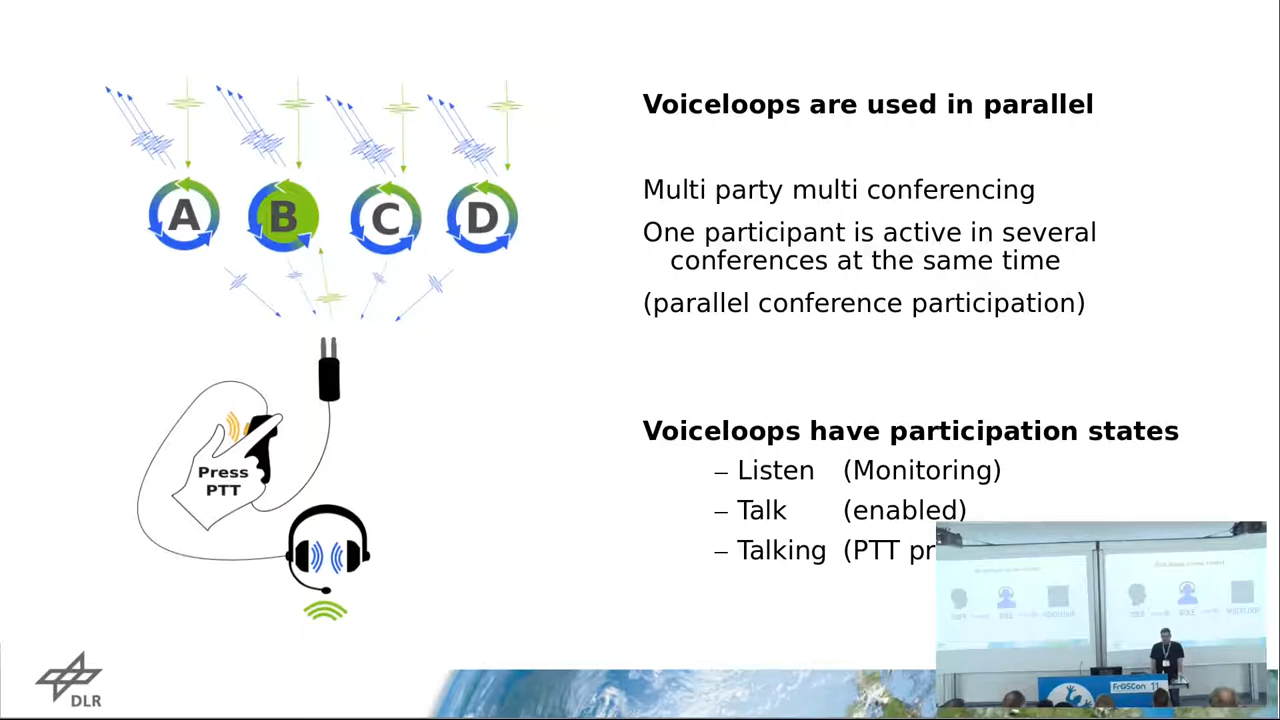 Voiceloops are used in parallel
Multi party multi conferencing
One participant is active in several
conferences at the same time
(parallel conference participation)
Voiceloops have participation states
– Listen (Monitoring)
– Talk (enabled)
– Talking (PTT pr
A B C D
Press
PTT
DLR
FrOSCon 11